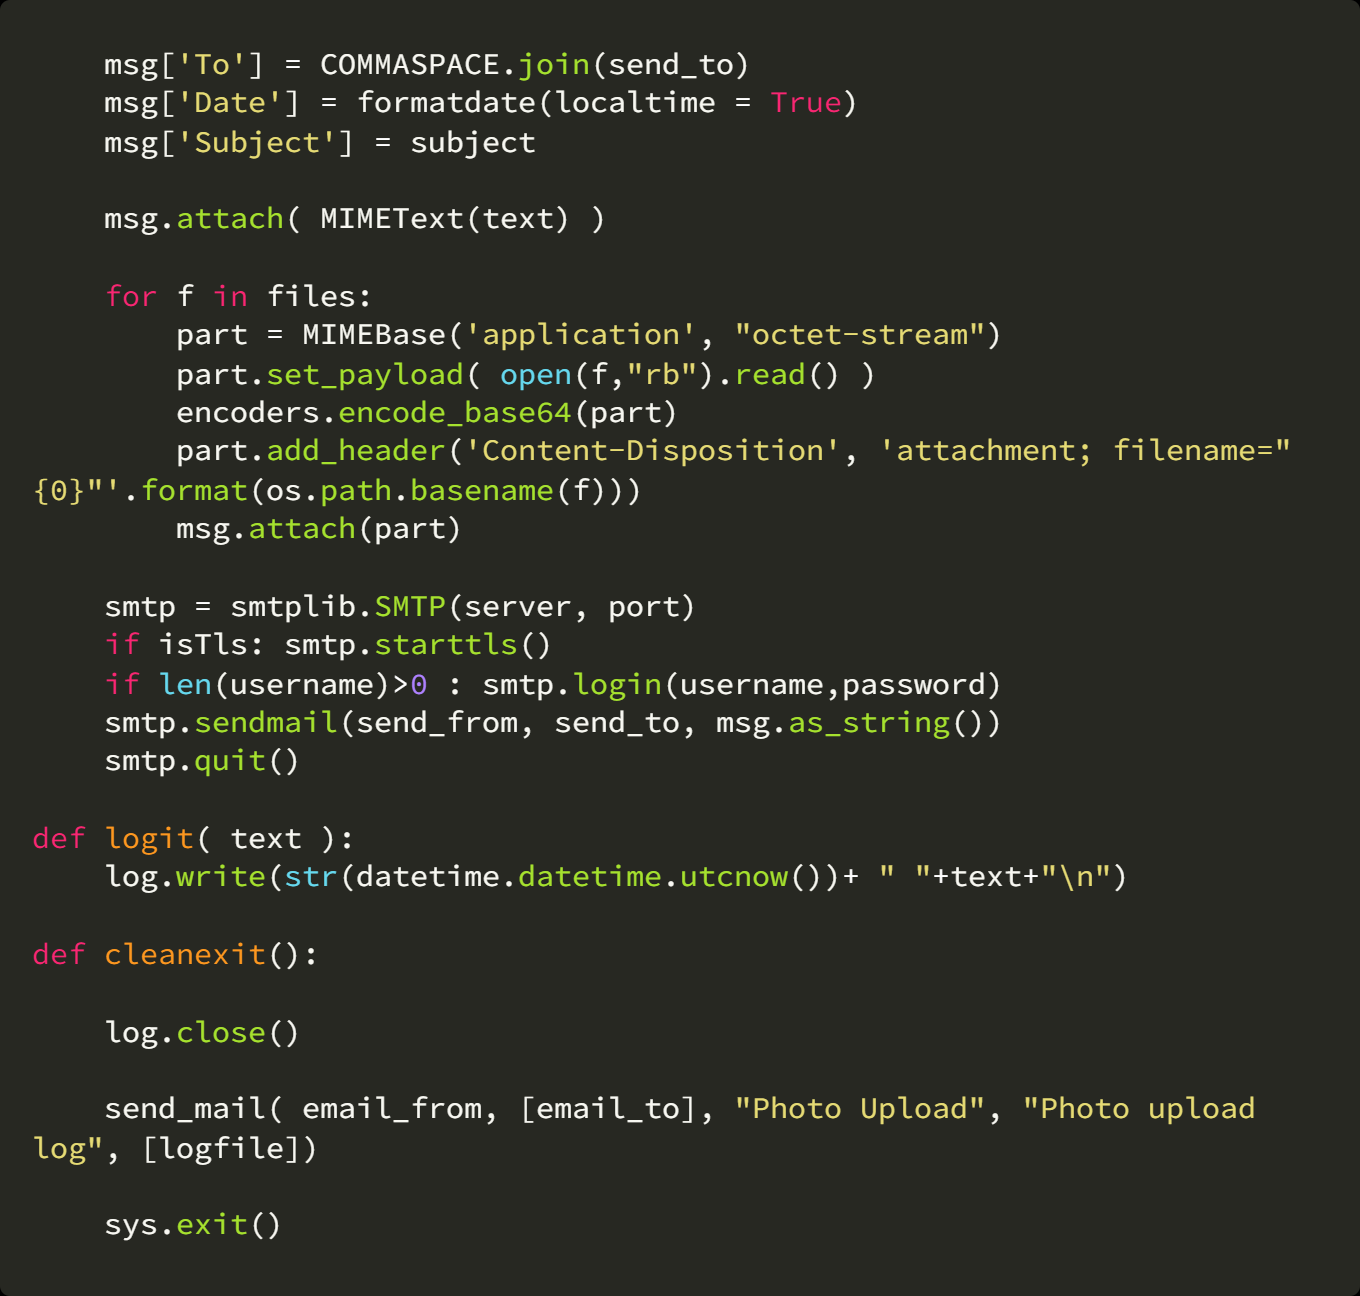 msg['To'] = COMMASPACE.join(send_to)
msg['Date'] = formatdate(localtime = True)
msg['Subject'] = subject
msg.attach( MIMEText(text) )
for f in files:
part = MIMEBase('application', "octet-stream")
part.set_payload( open(f,"rb").read() )
encoders.encode_base64(part)
part.add_header('Content-Disposition', 'attachment; filename="
{0}"'.format(os.path.basename(f)))
msg.attach(part)
smtp = smtplib.SMTP(server, port)
if isTls: smtp.starttls()
if len(username)>0 : smtp.login(username,password)
smtp.sendmail(send_from, send_to, msg.as_string())
smtp.quit()
def logit( text ):
log.write(str(datetime.datetime.utcnow())+ " "+text+"\n")
def cleanexit():
log.close()
send_mail( email_from, [email_to], "Photo Upload", "Photo upload
log", [logfile])
sys.exit()